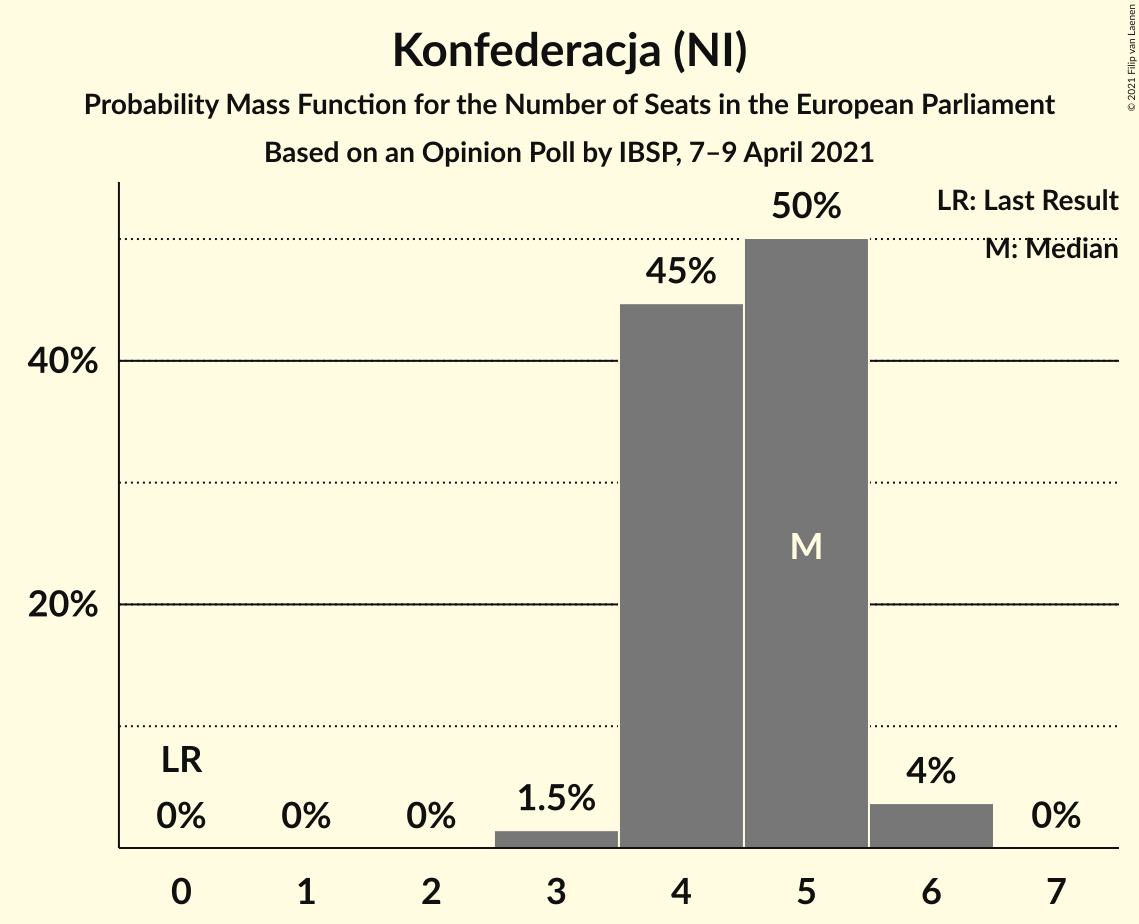 Konfederacja (NI)
Probability Mass Function for the Number of Seats in the European Parliament
Based on an Opinion Poll by IBSP, 7–9 April 2021
© 2021 Filip van Laenen
LR: Last Result
M: Median
50%
45%
40%
M
20%
LR
0%
0%
0%
1.5%
4%
0%
0 1 2 3 4 5 6 7